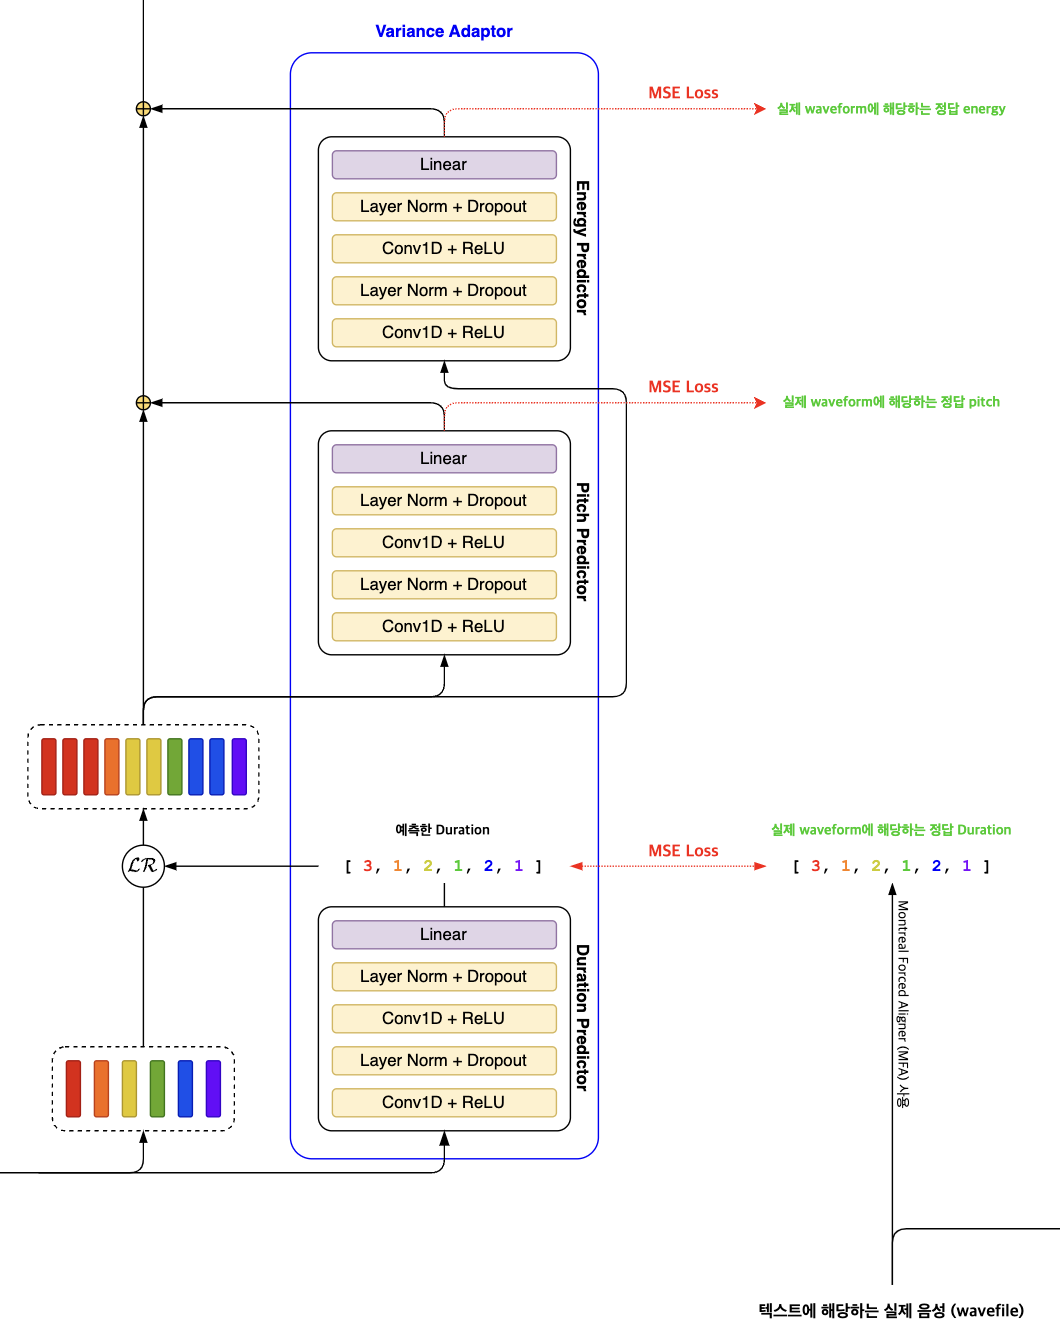 Variance Adaptor
MSE Loss
실제 waveform에 해당하는 정답 energy
Linear
Layer Norm + Dropout
Conv1D + ReLU
Layer Norm + Dropout
Conv1D + ReLU
Energy Predictor
MSE Loss
실제 waveform에 해당하는 정답 pitch
Linear
Layer Norm + Dropout
Conv1D + ReLU
Layer Norm + Dropout
Conv1D + ReLU
Pitch Predictor
예측한 Duration
실제 waveform에 해당하는 정답 Duration
LR
[ 3, 1, 2, 1, 2, 1 ]
MSE Loss
[ 3, 1, 2, 1, 2, 1 ]
Linear
Layer Norm + Dropout
Conv1D + ReLU
Layer Norm + Dropout
Conv1D + ReLU
Duration Predictor
Montreal Forced Aligner (MFA) 사용
텍스트에 해당하는 실제 음성 (wavefile)